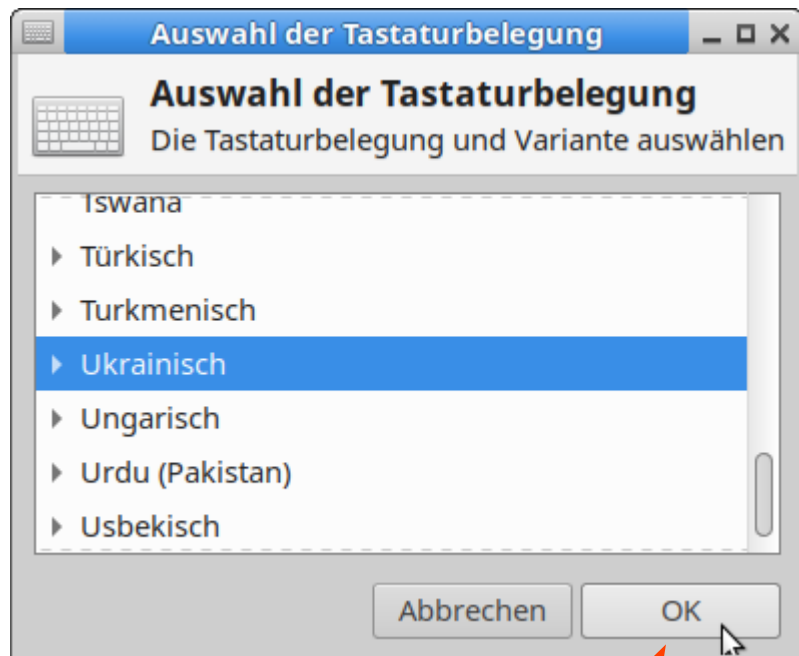 Auswahl der Tastaturbelegung
Auswahl der Tastaturbelegung
Die Tastaturbelegung und Variante auswählen
Tswana
Türkisch
Turkmenisch
Ukrainisch
Ungarisch
Urdu (Pakistan)
Usbekisch
Abbrechen OK